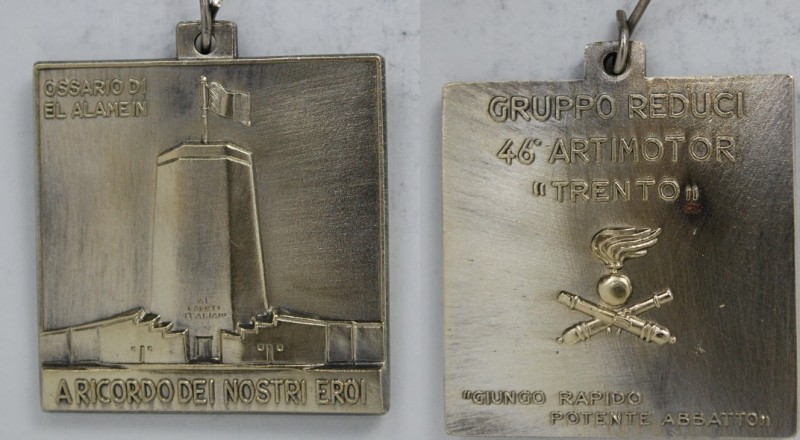 OSSARIO DI
EL ALAMEIN
AI
CADUTI
ITALIANI
A RICORDO DEI NOSTRI EROI
GRUPPO REDUCI
46° ARTIMOTOR
"TRENTO"
"GIUNGO RAPIDO
POTENTE ABBATTO"